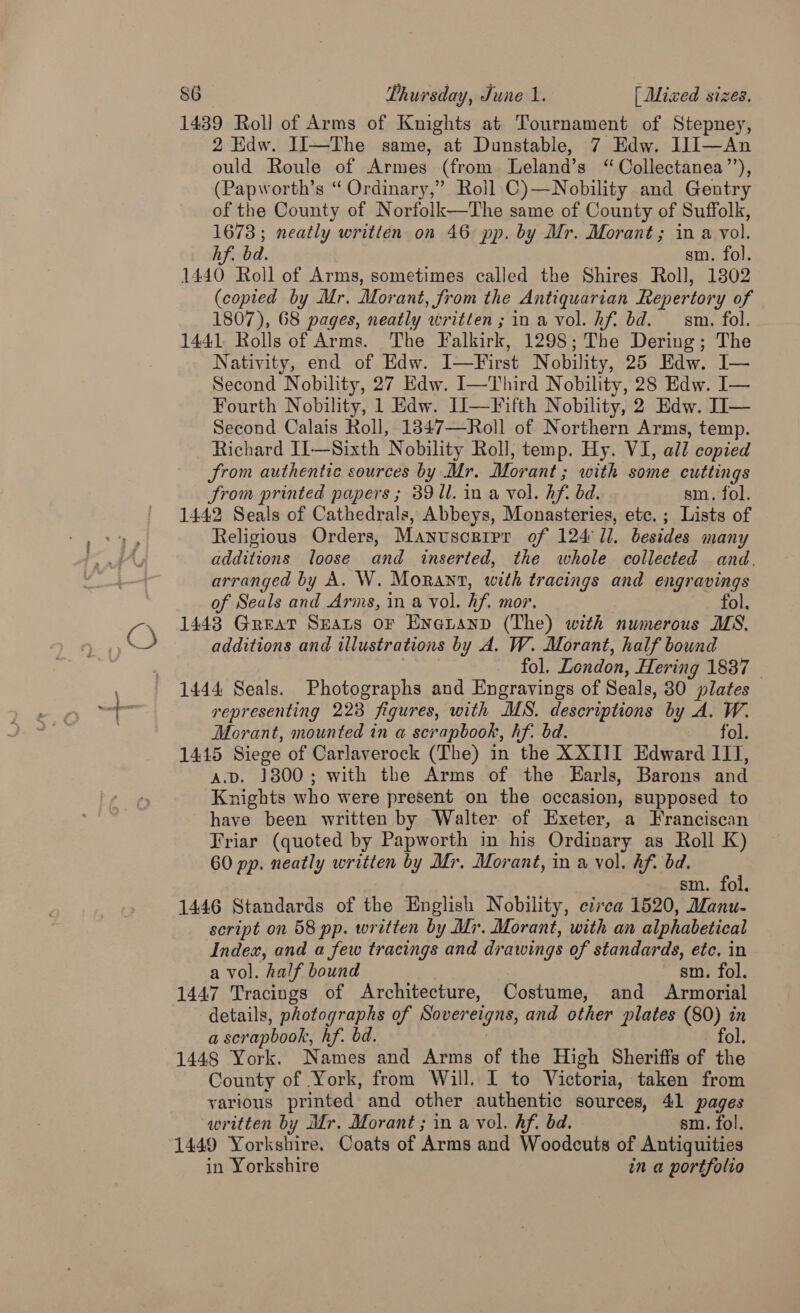 86 Thursday, June 1. [Mixed sizes.
1439 Roll of Arms of Knights at Tournament of Stepney,
2 Edw. II—The same, at Dunstable, 7 Edw. III—An
ould Roule of Armes (from Leland's “Collectanea”),
(Papworth's “Ordinary,” Roll C)—Nobility and Gentry
of the County of Norfolk—The same of County of Suffolk,
1673; neatly written on 46 pp. by Mr. Morant; in a vol.
hf. bd. sm. fol.
1440 Roll of Arms, sometimes called the Shires Roll, 1302
(copied by Mr. Morant, from the Antiquarian Repertory of
1807), 68 pages, neatly written; in a vol. hf. bd. sm. fol.
1441 Rolls of Arms. The Falkirk, 1298; The Dering; The
Nativity, end of Edw. I—First Nobility, 25 Edw. I—
Second Nobility, 27 Edw. I—Third Nobility, 28 Edw. I—
Fourth Nobility, 1 Edw. II—Fifth Nobility, 2 Edw. II—
Second Calais Roll, 1347—Roll of Northern Arms, temp.
Richard II—Sixth Nobility Roll, temp. Hy. VI, all copied
from authentic sources by Mr. Morant; with some cuttings
from printed papers; 39 ll. in a vol. hf. bd. sm. fol.
1442 Seals of Cathedrals, Abbeys, Monasteries, etc.; Lists of
Religious Orders, Manuscript of 124 ll. besides many
additions loose and inserted, the whole collected and
arranged by A. W. Morant, with tracings and engravings
of Seals and Arms, in a vol. hf. mor. fol.
1443 Great Seals of England (The) with numerous MS.
additions and illustrations by A. W. Morant, half bound
fol. London, Hering 1837
1444 Seals. Photographs and Engravings of Seals, 30 plates
representing 223 figures, with MS. descriptions by A. W.
Morant, mounted in a scrapbook, hf. bd. fol.
1445 Siege of Carlaverock (The) in the XXIII Edward III,
A.D. 1300; with the Arms of the Earls, Barons and
Knights who were present on the occasion, supposed to
have been written by Walter of Exeter, a Franciscan
Friar (quoted by Papworth in his Ordinary as Roll K)
60 pp. neatly written by Mr. Morant, in a vol. hf. bd.
sm. fol.
1446 Standards of the English Nobility, circa 1520, Manu-
script on 58 pp. written by Mr. Morant, with an alphabetical
Index, and a few tracings and drawings of standards, etc. in
a vol. half bound sm. fol.
1447 Tracings of Architecture, Costume, and Armorial
details, photographs of Sovereigns, and other plates (80) in
a scrapbook, hf. bd. fol.
1448 York. Names and Arms of the High Sheriffs of the
County of York, from Will. I to Victoria, taken from
various printed and other authentic sources, 41 pages
written by Mr. Morant; in a vol. hf. bd. sm. fol.
1449 Yorkshire. Coats of Arms and Woodcuts of Antiquities
in Yorkshire in a portfolio